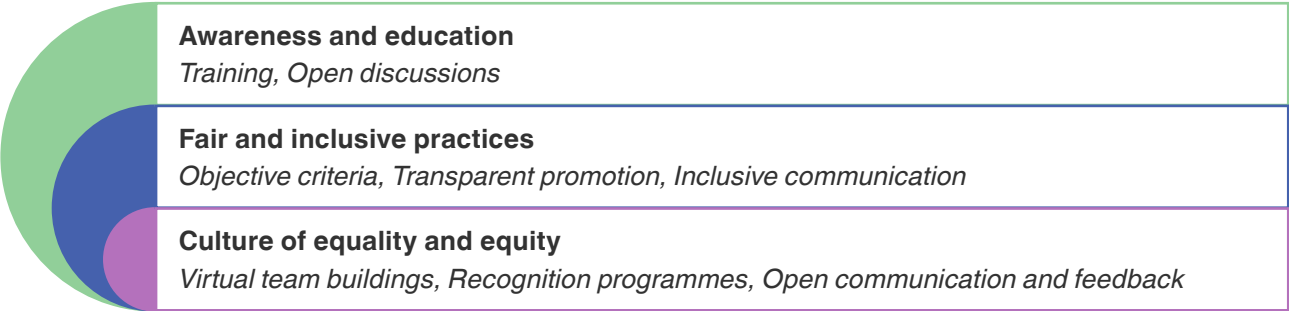 Awareness and education
Training, Open discussions
Fair and inclusive practices
Objective criteria, Transparent promotion, Inclusive communication
Culture of equality and equity
Virtual team buildings, Recognition programmes, Open communication and feedback